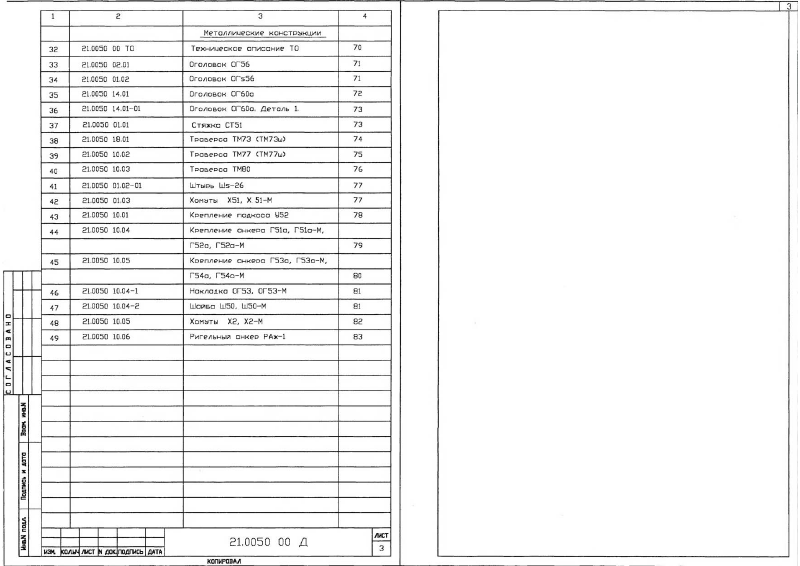 3
1 2 3 4
Металлические конструкции
32 21.0050 00 ТО Техническое описание ТО 70
33 21.0050 02.01 Оголовок ОГ56 71
34 21.0050 01.02 Оголовок ОГs56 71
35 21.0050 14.01 Оголовок ОГ60а 72
36 21.0050 14.01-01 Оголовок ОГ60а. Деталь 1. 73
37 21.0050 01.01 Стяжка СТ51 73
38 21.0050 18.01 Траверса ТМ73 (ТМ73ш) 74
39 21.0050 10.02 Траверса ТМ77 (ТМ77ш) 75
40 21.0050 10.03 Траверса ТМ80 76
41 21.0050 01.02-01 Штырь Шs-26 77
42 21.0050 01.03 Хомуты Х51, Х 51-М 77
43 21.0050 10.01 Крепление подкоса У52 78
44 21.0050 10.04 Крепление анкера Г51а, Г51а-М,
Г52а, Г52а-М 79
45 21.0050 10.05 Крепление анкера Г53а, Г53а-М,
Г54а, Г54а-М 80
46 21.0050 10.04-1 Накладка ОГ53, ОГ53-М 81
47 21.0050 10.04-2 Шайба Ш50, Ш50-М 81
48 21.0050 10.05 Хомуты Х2, Х2-М 82
49 21.0050 10.06 Ригельный анкер РАж-1 83
СОГЛАСОВАНО
Взам. инв.N
Подпись и дата
Инв.N подл.
21.0050 00 Д
ЛИСТ
3
ИЗМ. КОЛ.УЧ ЛИСТ N ДОК. ПОДПИСЬ ДАТА
КОПИРОВАЛ